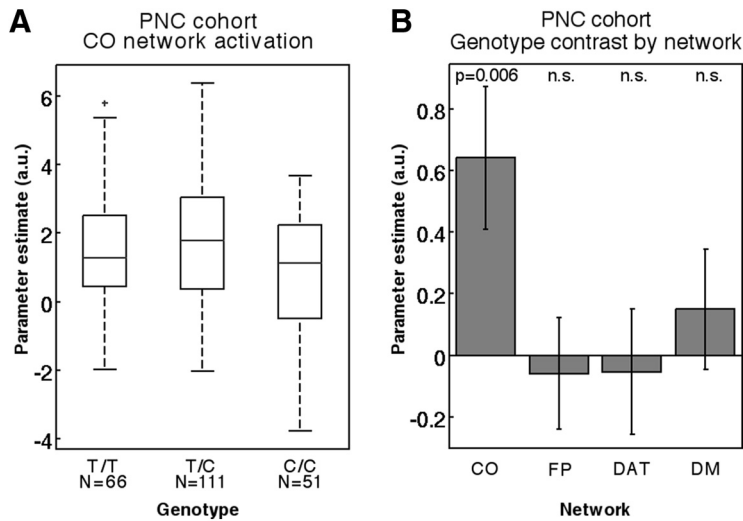 A
PNC cohort
CO network activation
Parameter estimate (a.u.)
6
4
2
0
-2
-4
T/T T/C C/C
N=66 N=111 N=51
Genotype
B
PNC cohort
Genotype contrast by network
p=0.006 n.s. n.s. n.s.
Parameter estimate (a.u.)
0.8
0.6
0.4
0.2
0
-0.2
CO FP DAT DM
Network